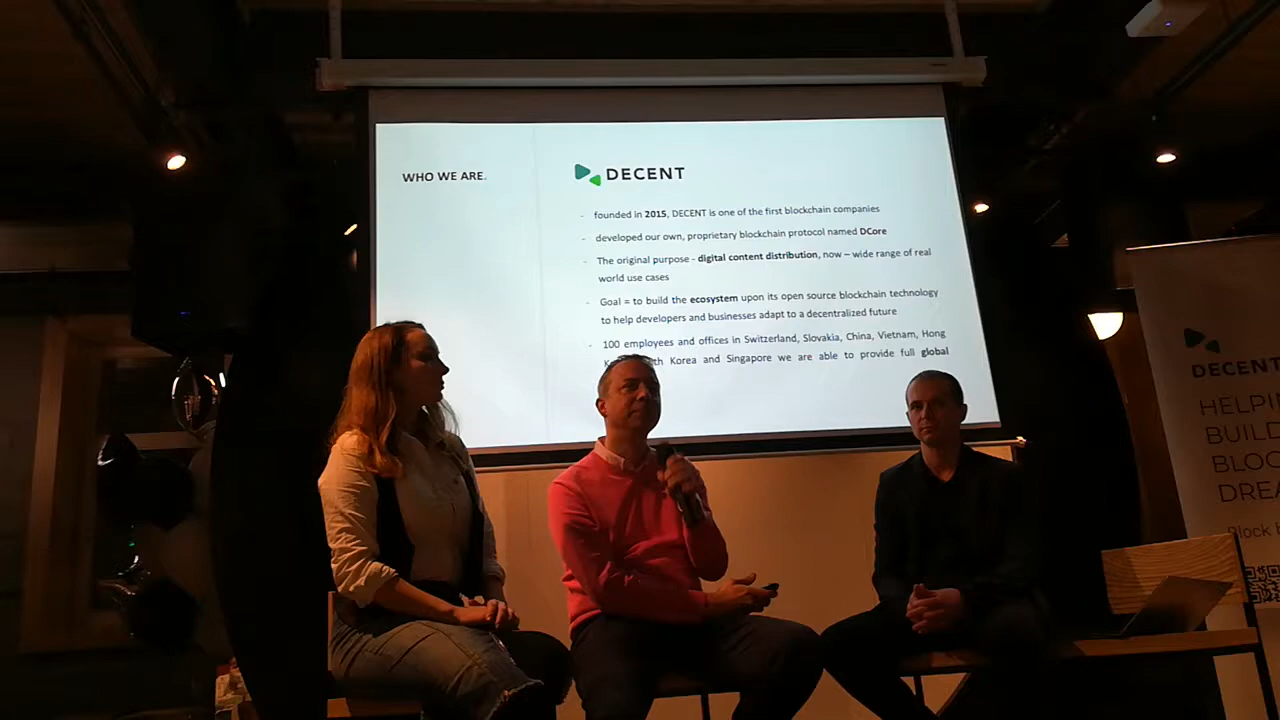 WHO WE ARE.
DECENT
- founded in 2015, DECENT is one of the first blockchain companies
- developed our own, proprietary blockchain protocol named DCore
- The original purpose - digital content distribution, now – wide range of real
world use cases
- Goal = to build the ecosystem upon its open source blockchain technology
to help developers and businesses adapt to a decentralized future
- 100 employees and offices in Switzerland, Slovakia, China, Vietnam, Hong
Korea and Singapore we are able to provide full global
DECENT
HELPI
BUILD
BLOC
DREA
Block